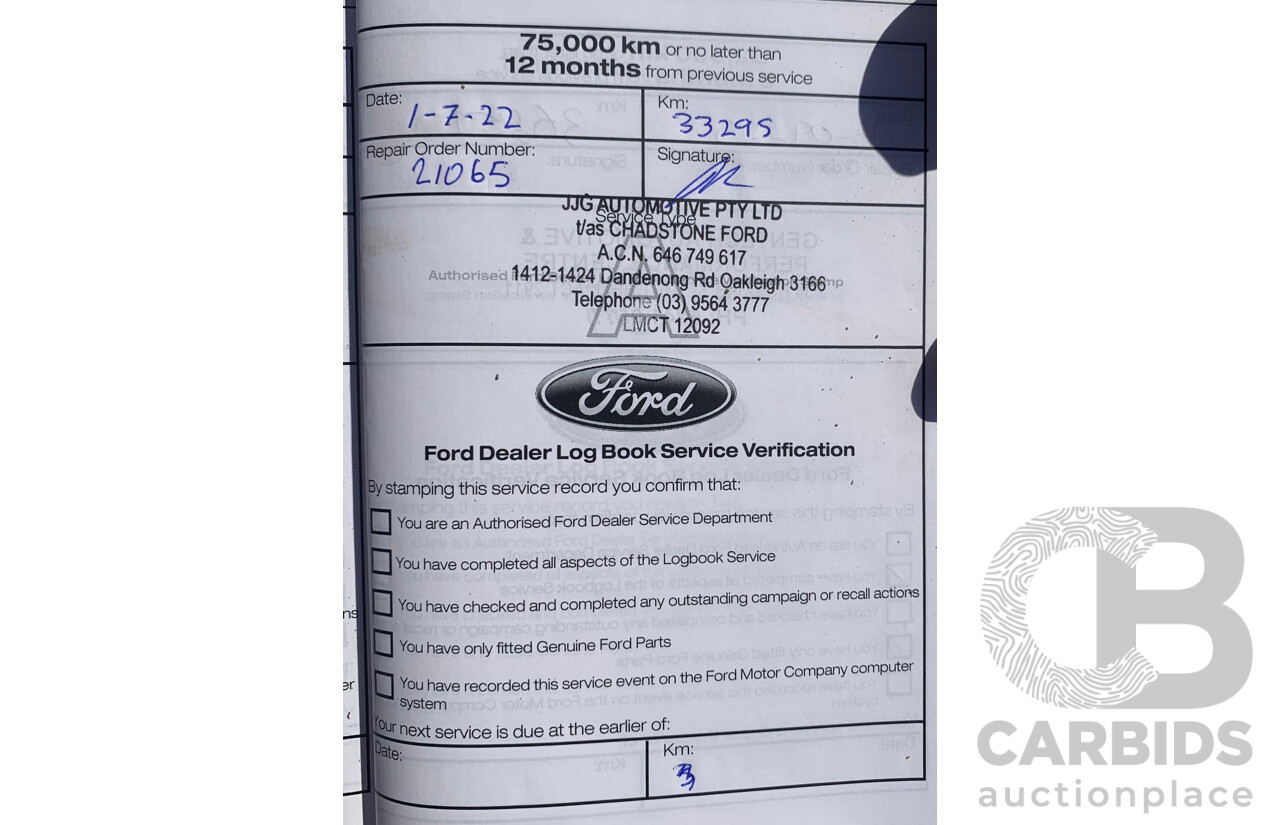 75,000 km or no later than
12 months from previous service
Date: 1-7-22 Km: 33295
Repair Order Number: 21065 Signature:
JJG AUTOMOTIVE PTY LTD
Service Type
t/as CHADSTONE FORD
A.C.N. 646 749 617
Authorised 1412-1424 Dandenong Rd Oakleigh 3166
Telephone (03) 9564 3777
A
LMCT 12092
Ford
Ford Dealer Log Book Service Verification
By stamping this service record you confirm that:
You are an Authorised Ford Dealer Service Department
You have completed all aspects of the Logbook Service
You have checked and completed any outstanding campaign or recall actions
You have only fitted Genuine Ford Parts
You have recorded this service event on the Ford Motor Company computer
system
Your next service is due at the earlier of:
Date: Km:
CB
CARBIDS
auctionplace